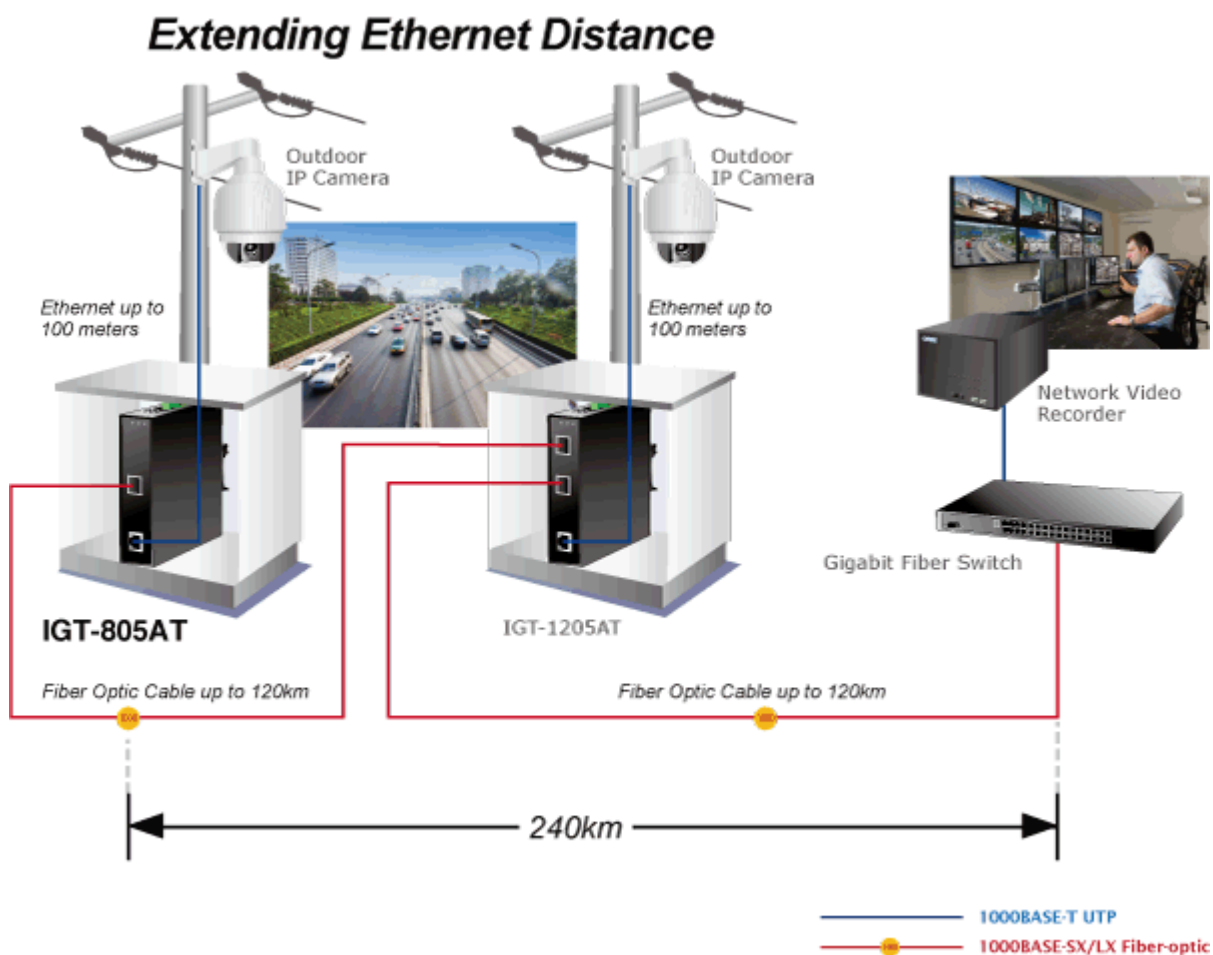 Extending Ethernet Distance
Outdoor
IP Camera
Outdoor
IP Camera
Ethernet up to
100 meters
Ethernet up to
100 meters
Network Video
Recorder
Gigabit Fiber Switch
IGT-805AT
IGT-1205AT
Fiber Optic Cable up to 120km
Fiber Optic Cable up to 120km
240km
1000BASE-T UTP
1000BASE-SX/LX Fiber-optic